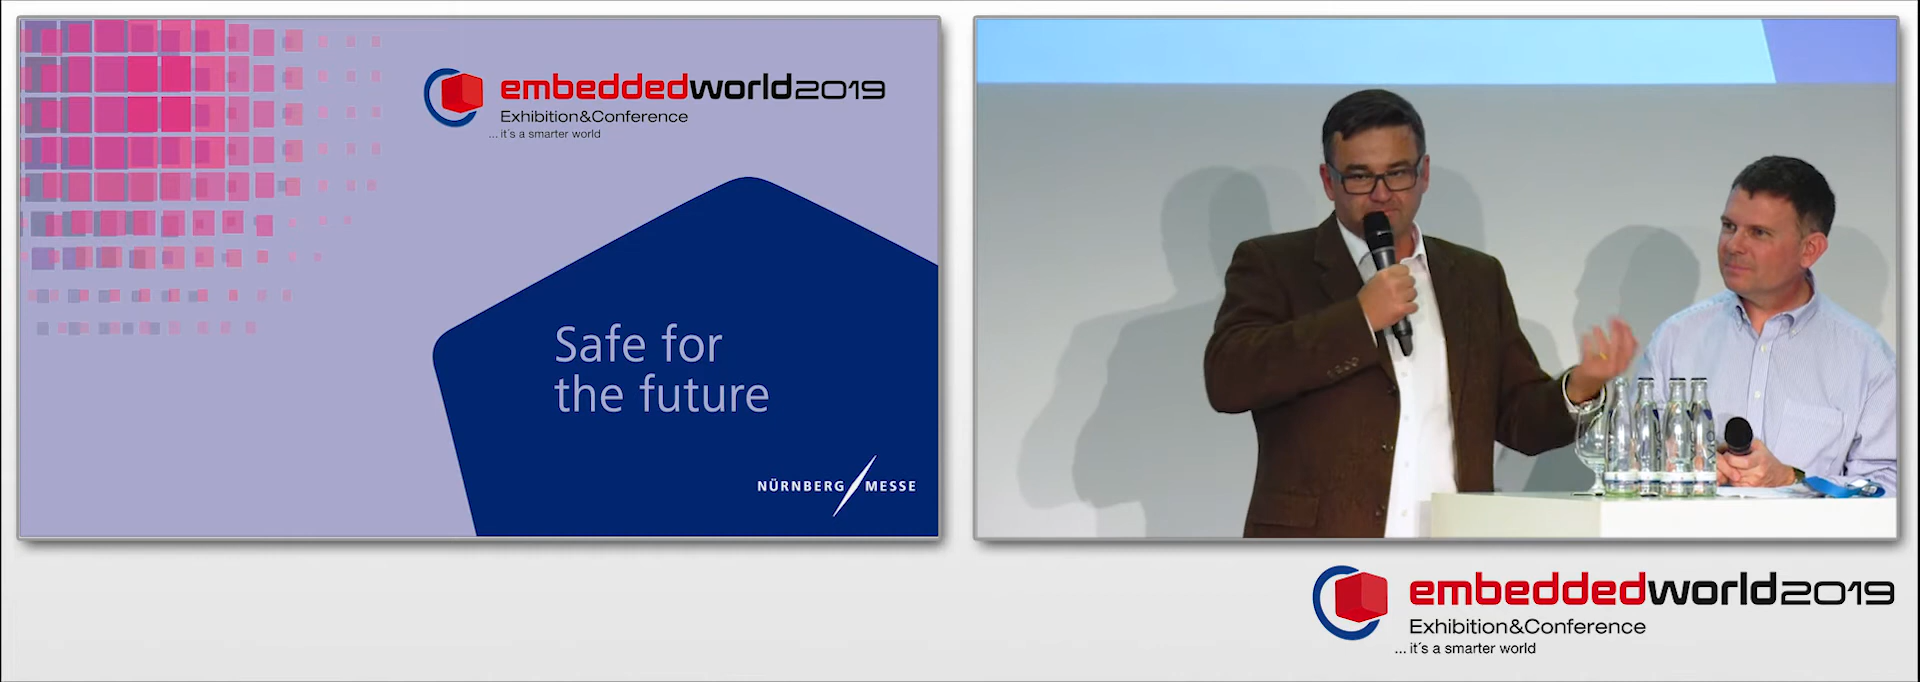 embeddedworld2019
Exhibition&Conference
... it´s a smarter world
Safe for
the future
NÜRNBERG MESSE
embeddedworld2019
Exhibition&Conference
... it´s a smarter world